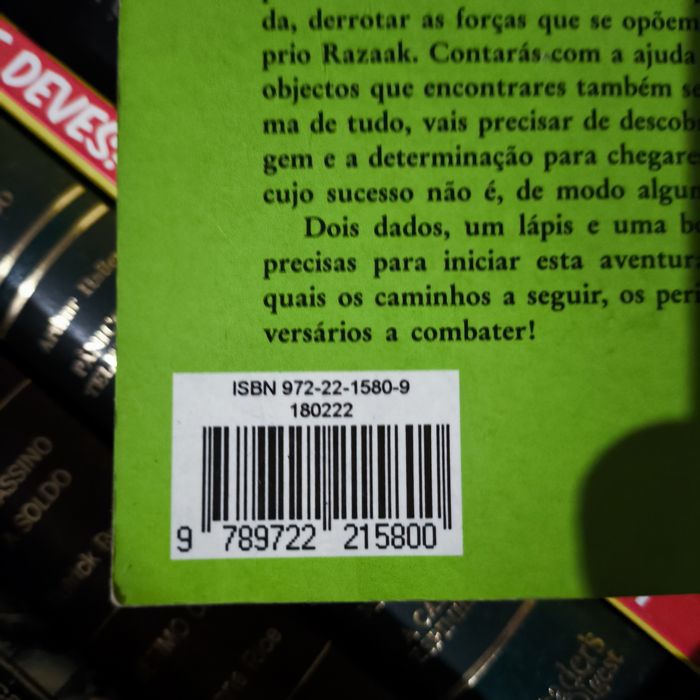 da, derrotar as forças que se opõem
prio Razaak. Contarás com a ajuda
objectos que encontrares também se
ma de tudo, vais precisar de descob
gem e a determinação para chegare
cujo sucesso não é, de modo algum
Dois dados, um lápis e uma bo
precisas para iniciar esta aventura
quais os caminhos a seguir, os peri
versários a combater!
ISBN 972-22-1580-9
180222
9 789722 215800
DEVES!
ASSINO
SOLDO